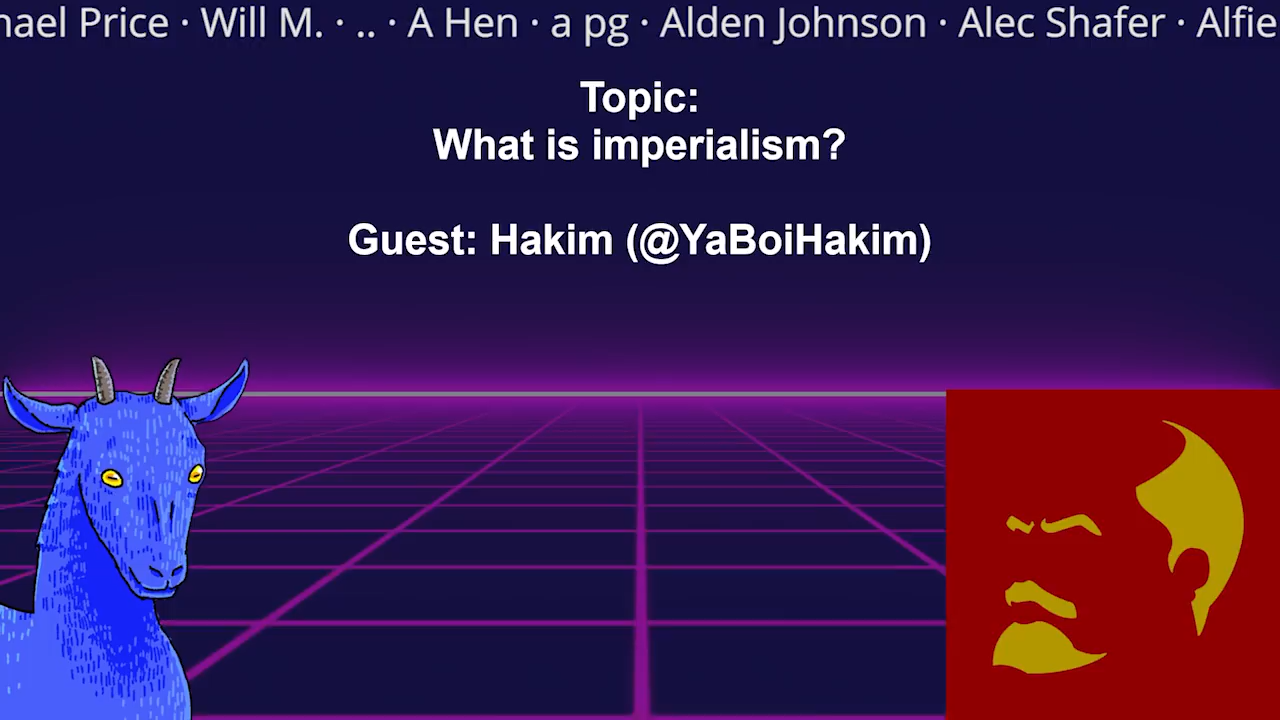 hael Price · Will M. · .. · A Hen · a pg · Alden Johnson · Alec Shafer · Alfie
Topic:
What is imperialism?
Guest: Hakim (@YaBoiHakim)